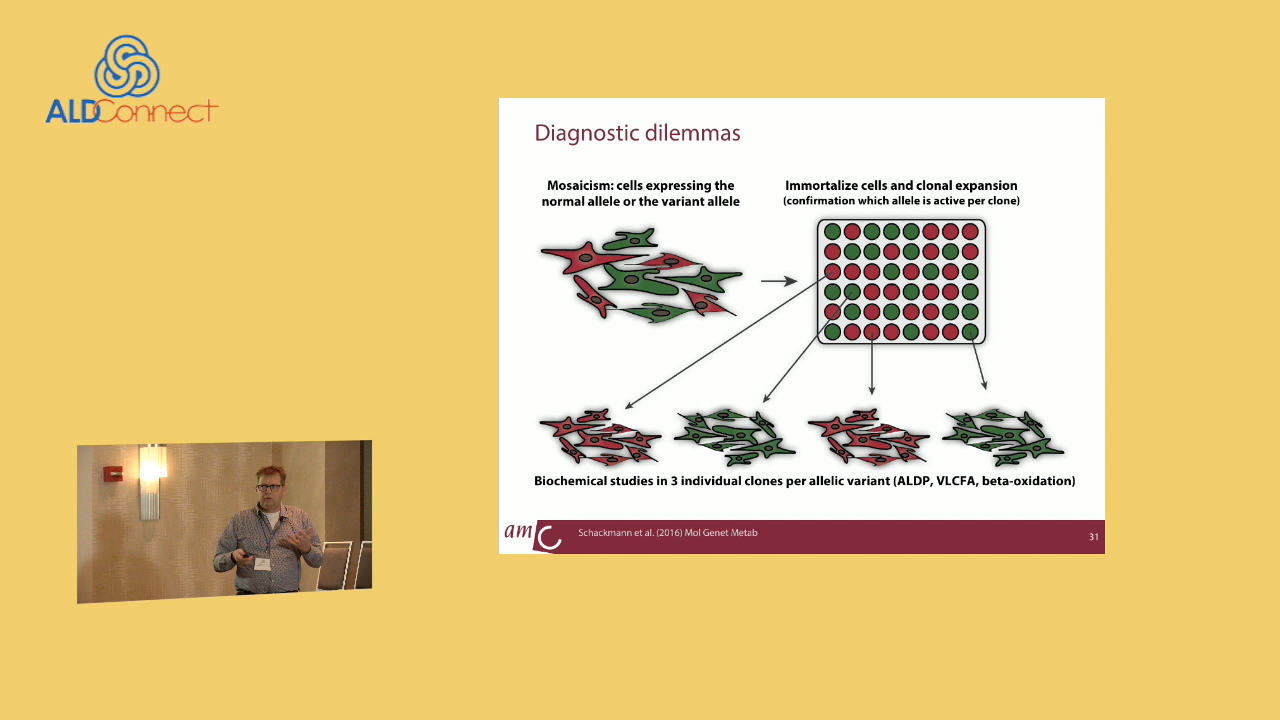 ALDConnect
Diagnostic dilemmas
Mosaicism: cells expressing the
normal allele or the variant allele
Immortalize cells and clonal expansion
(confirmation which allele is active per clone)
Biochemical studies in 3 individual clones per allelic variant (ALDP, VLCFA, beta-oxidation)
amc
Schackmann et al. (2016) Mol Genet Metab
31